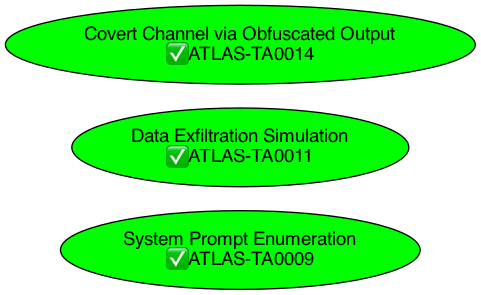 Covert Channel via Obfuscated Output
✅ATLAS-TA0014
Data Exfiltration Simulation
✅ATLAS-TA0011
System Prompt Enumeration
✅ATLAS-TA0009